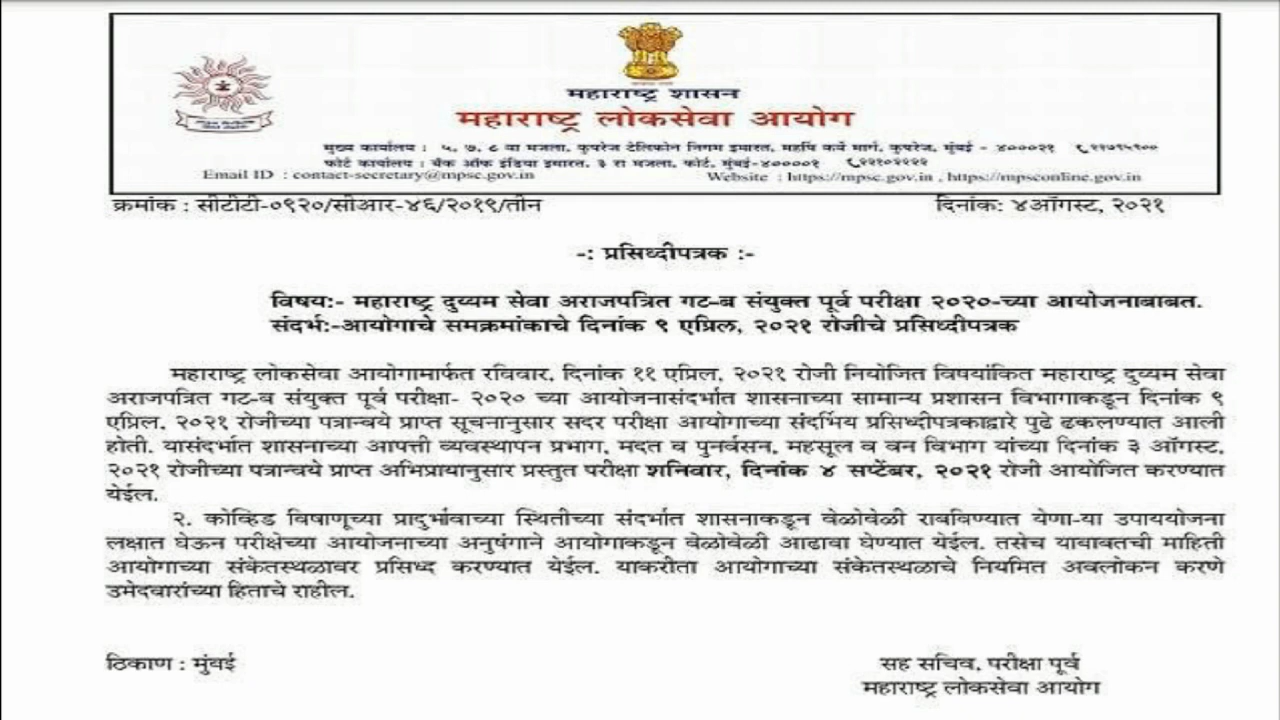 महाराष्ट्र शासन
महाराष्ट्र लोकसेवा आयोग
मुख्य कार्यालय : ५, ७, ८ वा मजला, कुपरेज टेलिफोन निगम इमारत, महर्षि कर्वे मार्ग, कुपरेज, मुंबई - ४०००२१
फोर्ट कार्यालय : बँक ऑफ इंडिया इमारत, ३ रा मजला, फोर्ट, मुंबई-४००००१
Email ID : contact-secretary@mpsc.gov.in Website : https://mpsc.gov.in , https://mpsconline.gov.in
क्रमांक : सीटीटी-०९२०/सीआर-४६/२०१९/तीन दिनांक: ४ऑगस्ट, २०२१
-: प्रसिध्दीपत्रक :-
विषय:- महाराष्ट्र दुय्यम सेवा अराजपत्रित गट-ब संयुक्त पूर्व परीक्षा २०२०-च्या आयोजनाबाबत.
संदर्भ:-आयोगाचे समक्रमांकाचे दिनांक ९ एप्रिल, २०२१ रोजीचे प्रसिध्दीपत्रक
महाराष्ट्र लोकसेवा आयोगामार्फत रविवार, दिनांक ११ एप्रिल, २०२१ रोजी नियोजित विषयांकित महाराष्ट्र दुय्यम सेवा
अराजपत्रित गट-ब संयुक्त पूर्व परीक्षा- २०२० च्या आयोजनासंदर्भात शासनाच्या सामान्य प्रशासन विभागाकडून दिनांक ९
एप्रिल, २०२१ रोजीच्या पत्रान्वये प्राप्त सूचनानुसार सदर परीक्षा आयोगाच्या संदर्भिय प्रसिध्दीपत्रकाद्वारे पुढे ढकलण्यात आली
होती. यासंदर्भात शासनाच्या आपत्ती व्यवस्थापन प्रभाग, मदत व पुनर्वसन, महसूल व वन विभाग यांच्या दिनांक ३ ऑगस्ट,
२०२१ रोजीच्या पत्रान्वये प्राप्त अभिप्रायानुसार प्रस्तुत परीक्षा शनिवार, दिनांक ४ सप्टेंबर, २०२१ रोजी आयोजित करण्यात
येईल.
२. कोव्हिड विषाणूच्या प्रादुर्भावाच्या स्थितीच्या संदर्भात शासनाकडून वेळोवेळी राबविण्यात येणा-या उपाययोजना
लक्षात घेऊन परीक्षेच्या आयोजनाच्या अनुषंगाने आयोगाकडून वेळोवेळी आढावा घेण्यात येईल. तसेच याबाबतची माहिती
आयोगाच्या संकेतस्थळावर प्रसिध्द करण्यात येईल. याकरीता आयोगाच्या संकेतस्थळाचे नियमित अवलोकन करणे
उमेदवारांच्या हिताचे राहील.
ठिकाण : मुंबई सह सचिव, परीक्षा पूर्व
महाराष्ट्र लोकसेवा आयोग